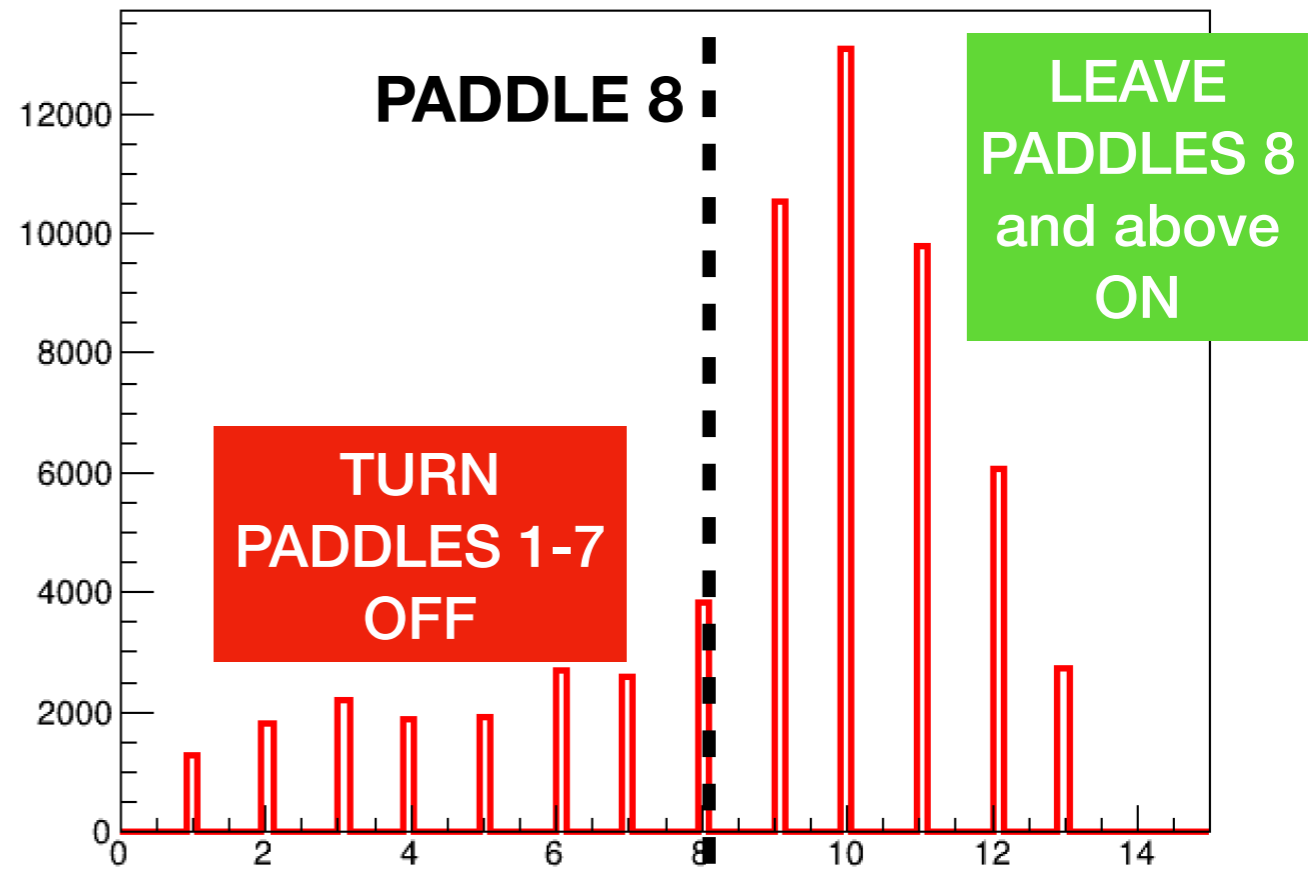 PADDLE 8
LEAVE
PADDLES 8
and above
ON
TURN
PADDLES 1-7
OFF
12000
10000
8000
6000
4000
2000
0
0 2 4 6 8 10 12 14